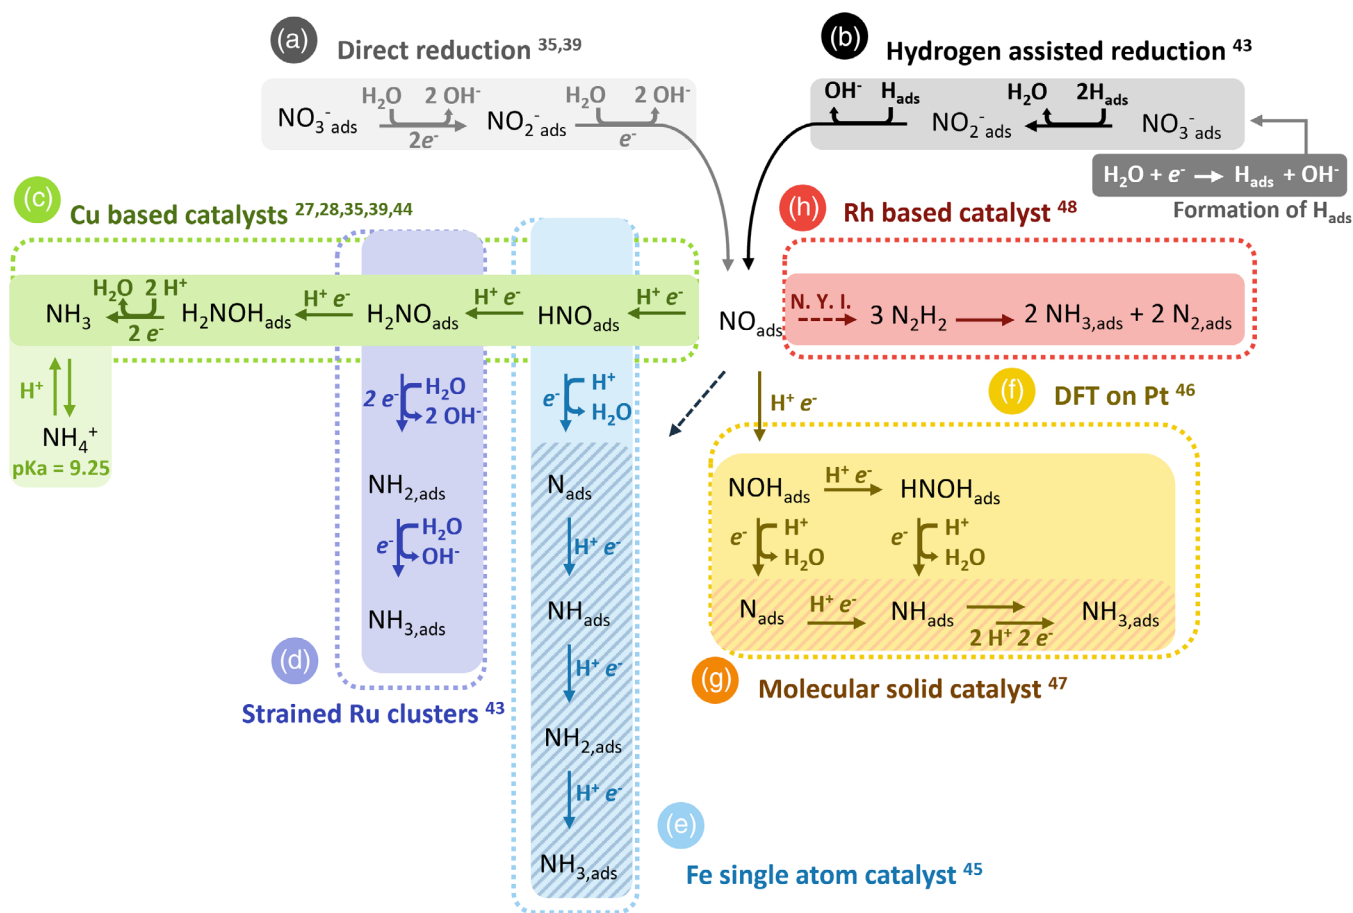 (a) Direct reduction 35,39
H₂O 2 OH⁻ H₂O 2 OH⁻
NO₃⁻ads NO₂⁻ads
2e⁻ e⁻
(b) Hydrogen assisted reduction 43
OH⁻ Hads H₂O 2Hads
NO₂⁻ads NO₃⁻ads
H₂O + e⁻ → Hads + OH⁻
Formation of Hads
(c) Cu based catalysts 27,28,35,39,44
H₂O 2 H⁺ H⁺ e⁻ H⁺ e⁻ H⁺ e⁻
NH₃ H₂NOHads H₂NOads HNOads NOads
2 e⁻
H⁺
NH₄⁺
pKa = 9.25
(h) Rh based catalyst 48
N. Y. I.
3 N₂H₂ → 2 NH₃,ads + 2 N₂,ads
2 e⁻ H₂O
2 OH⁻
NH₂,ads
e⁻ H₂O
OH⁻
NH₃,ads
(d)
Strained Ru clusters 43
e⁻ H⁺
H₂O
Nads
H⁺ e⁻
NHads
H⁺ e⁻
NH₂,ads
H⁺ e⁻
NH₃,ads
(e)
Fe single atom catalyst 45
(f)
DFT on Pt 46
H⁺ e⁻
NOHads H⁺ e⁻ HNOHads
e⁻ H⁺ e⁻ H⁺
H₂O H₂O
Nads H⁺ e⁻ NHads NH₃,ads
2 H⁺ 2 e⁻
(g) Molecular solid catalyst 47